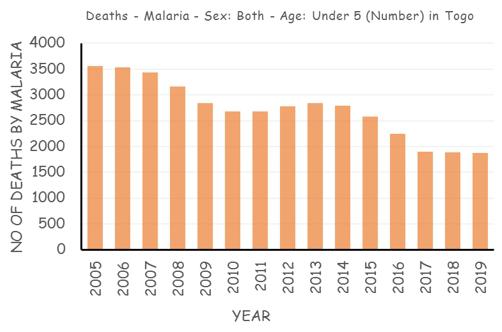 Deaths - Malaria - Sex: Both - Age: Under 5 (Number) in Togo
NO OF DEATHS BY MALARIA
4000
3500
3000
2500
2000
1500
1000
500
0
2005 2006 2007 2008 2009 2010 2011 2012 2013 2014 2015 2016 2017 2018 2019
YEAR